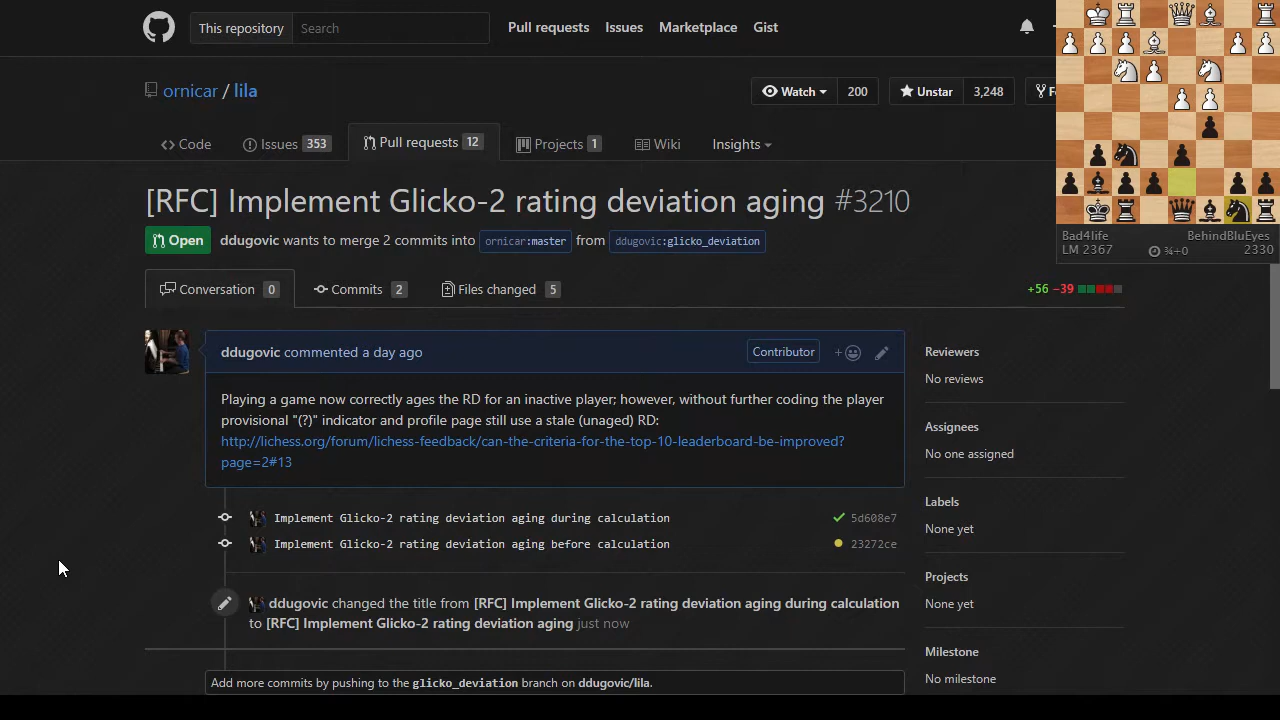 This repository
Search
Pull requests
Issues
Marketplace
Gist
ornicar / lila
Watch
200
Unstar
3,248
Code
Issues 353
Pull requests 12
Projects 1
Wiki
Insights
[RFC] Implement Glicko-2 rating deviation aging #3210
Open
ddugovic wants to merge 2 commits into ornicar:master from ddugovic:glicko_deviation
Bad4life
BehindBluEyes
LM 2367
¾+0
2330
Conversation 0
Commits 2
Files changed 5
+56 −39
ddugovic commented a day ago
Contributor
Playing a game now correctly ages the RD for an inactive player; however, without further coding the player
provisional "(?)" indicator and profile page still use a stale (unaged) RD:
http://lichess.org/forum/lichess-feedback/can-the-criteria-for-the-top-10-leaderboard-be-improved?
page=2#13
Implement Glicko-2 rating deviation aging during calculation
5d608e7
Implement Glicko-2 rating deviation aging before calculation
23272ce
ddugovic changed the title from [RFC] Implement Glicko-2 rating deviation aging during calculation
to [RFC] Implement Glicko-2 rating deviation aging just now
Add more commits by pushing to the glicko_deviation branch on ddugovic/lila.
Reviewers
No reviews
Assignees
No one assigned
Labels
None yet
Projects
None yet
Milestone
No milestone